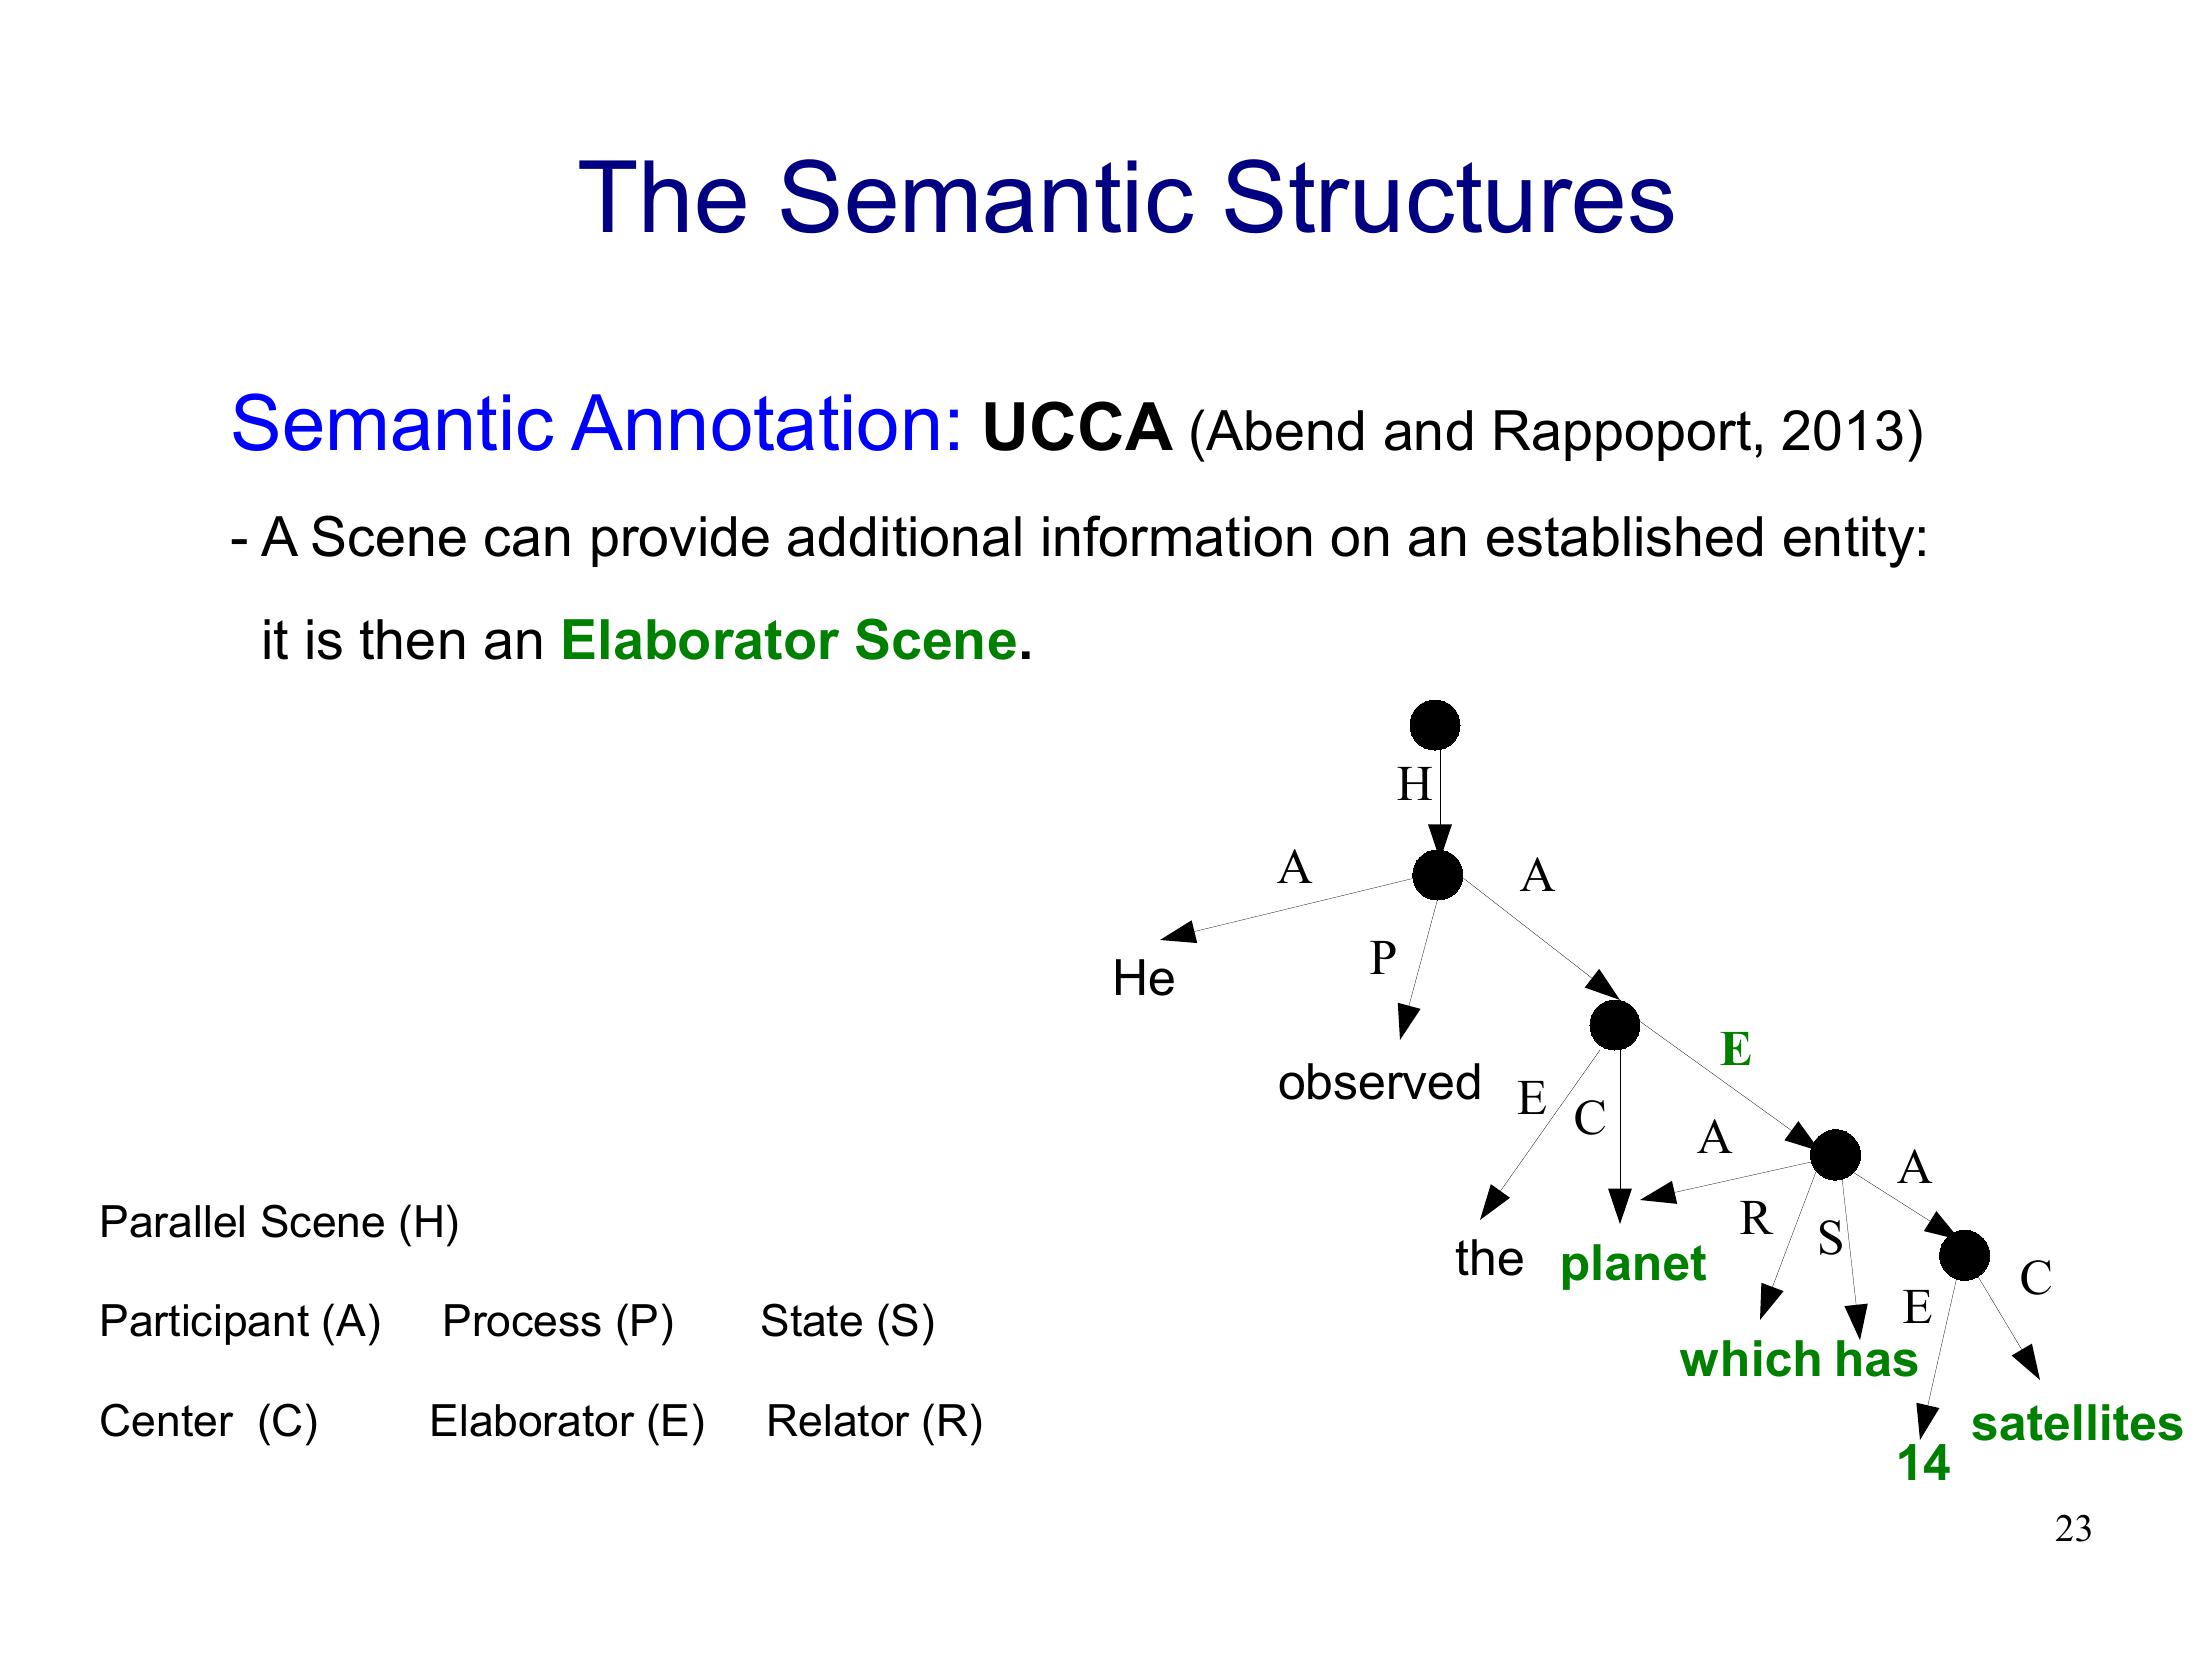 The Semantic Structures
Semantic Annotation: UCCA (Abend and Rappoport, 2013)
- A Scene can provide additional information on an established entity:
it is then an Elaborator Scene.
H
A A
P
He
E
observed E C
A A
R S
the planet
E C
which has
satellites
14
Parallel Scene (H)
Participant (A) Process (P) State (S)
Center (C) Elaborator (E) Relator (R)
23